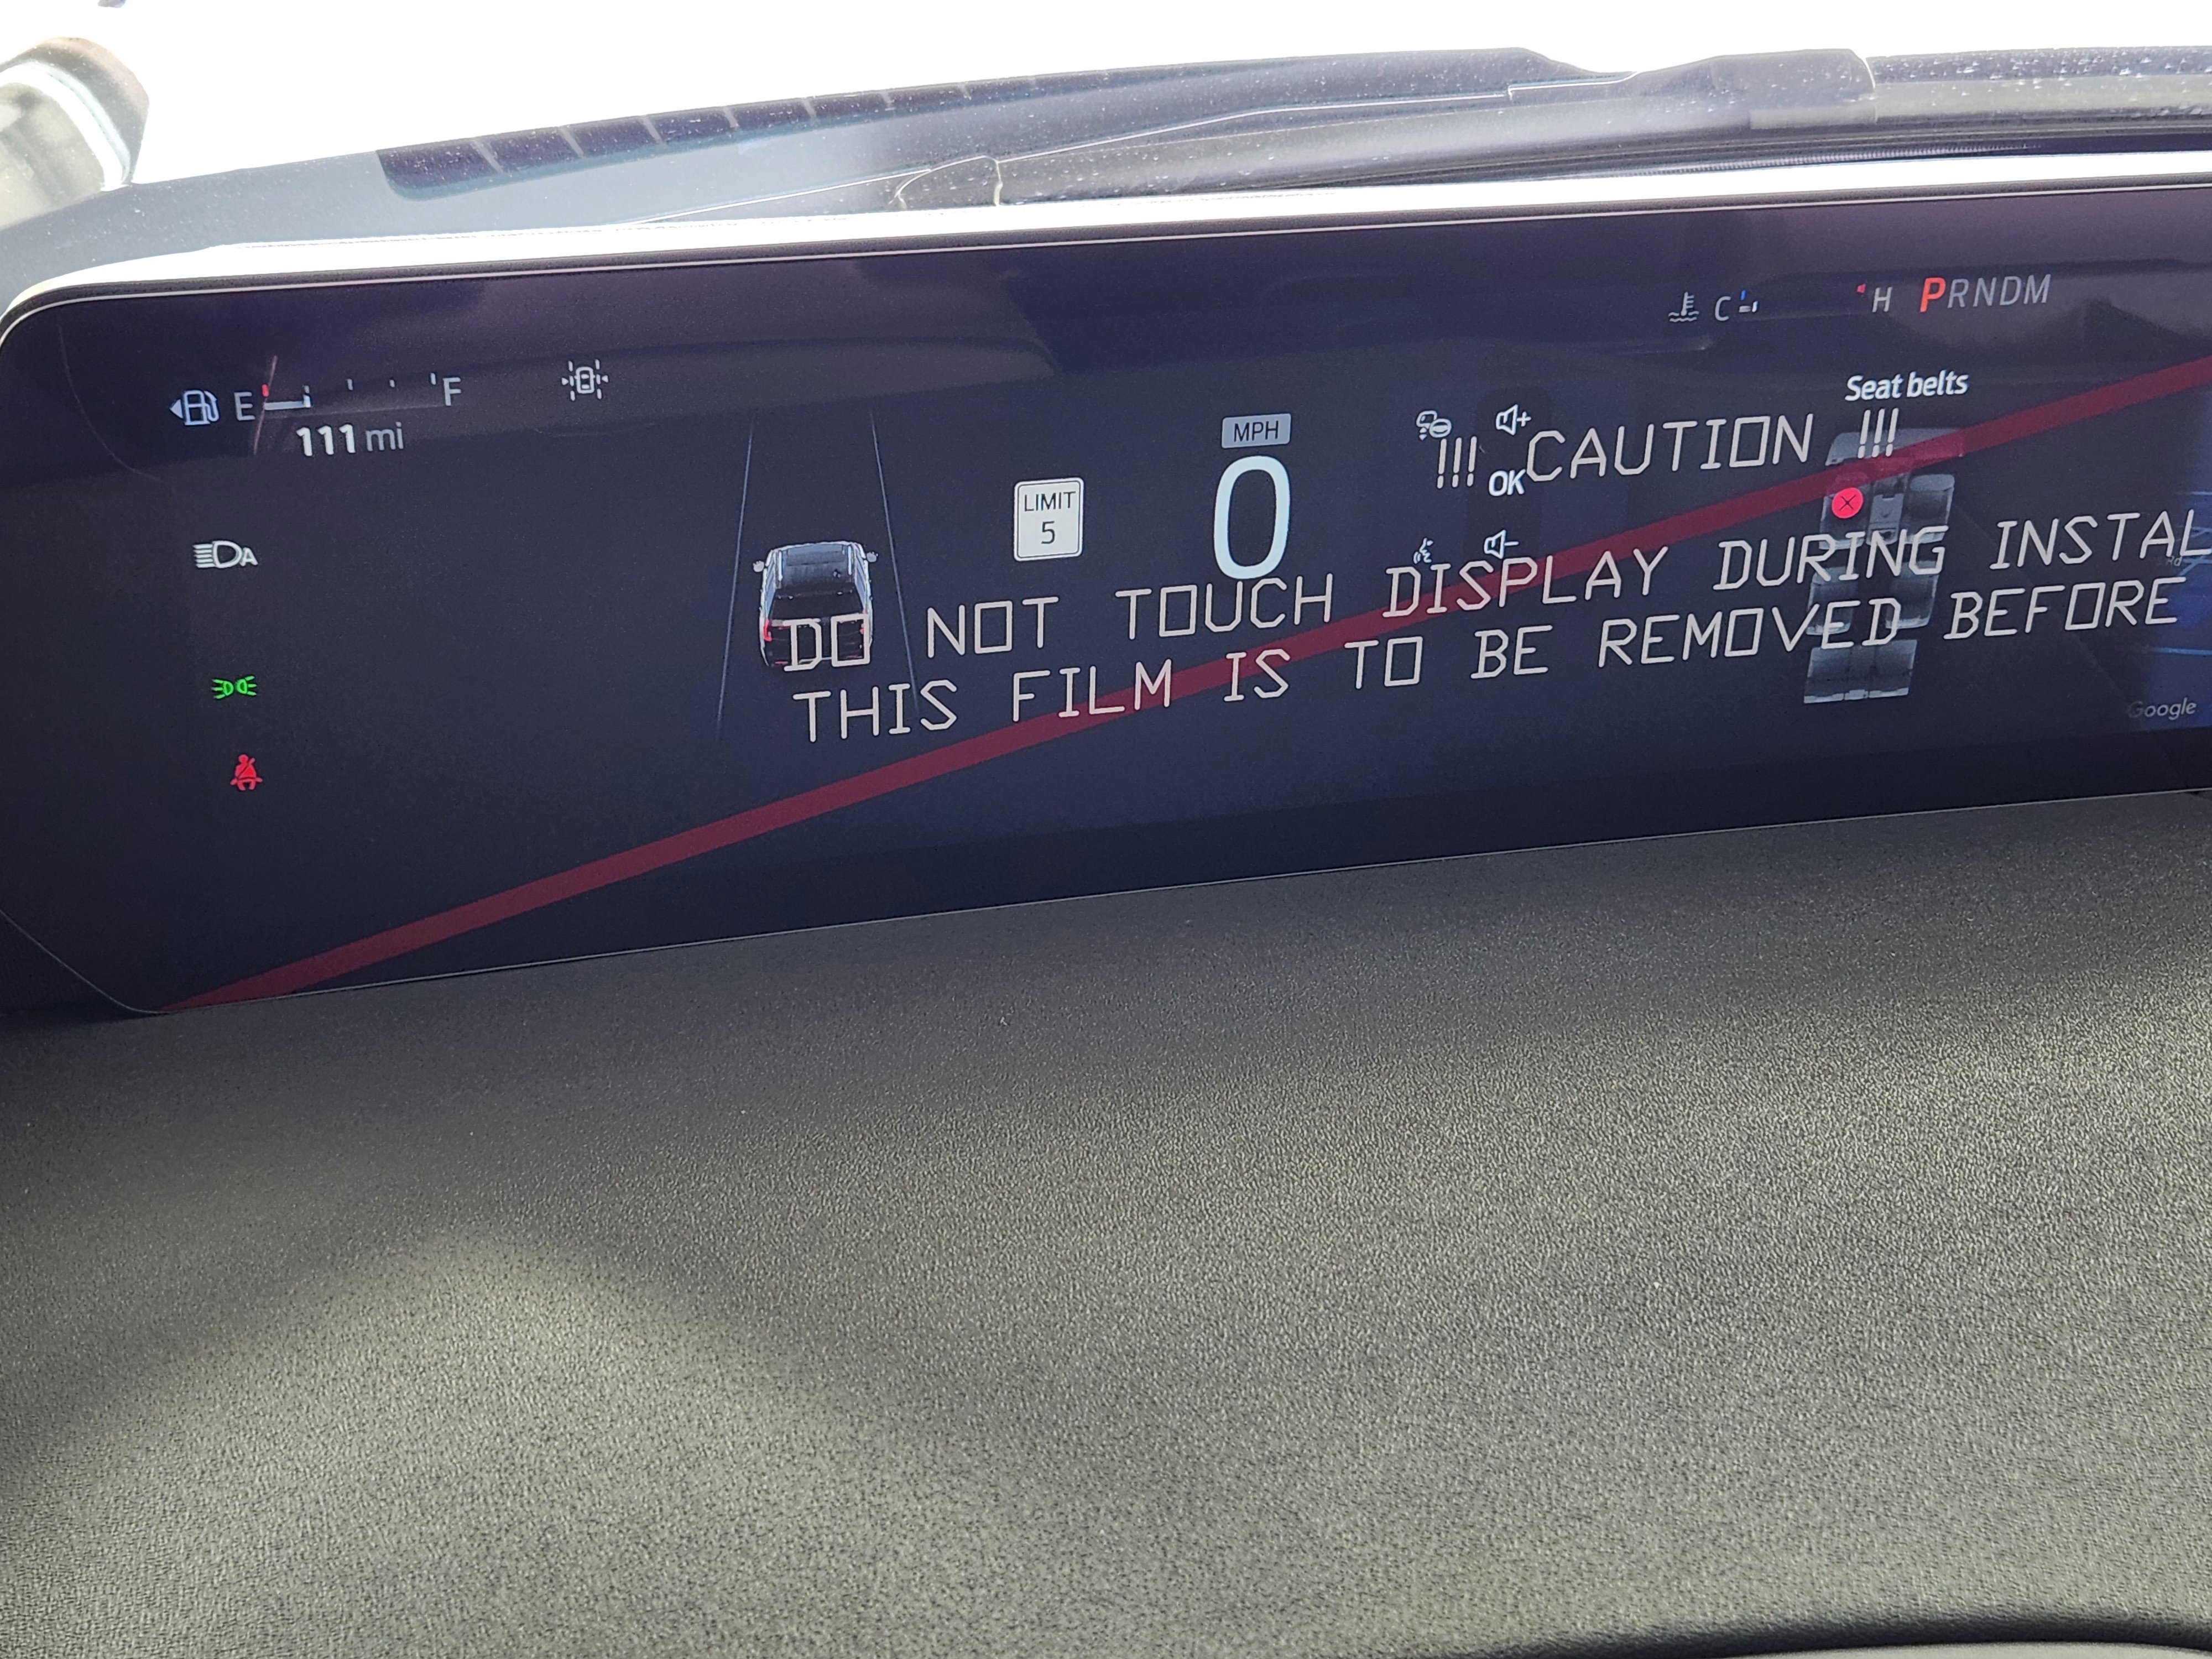 C H PRNDM
E F
111 mi
Seat belts
MPH
!!! CAUTION !!!
OK
LIMIT
5
0
A
DO NOT TOUCH DISPLAY DURING INSTAL
THIS FILM IS TO BE REMOVED BEFORE
Google